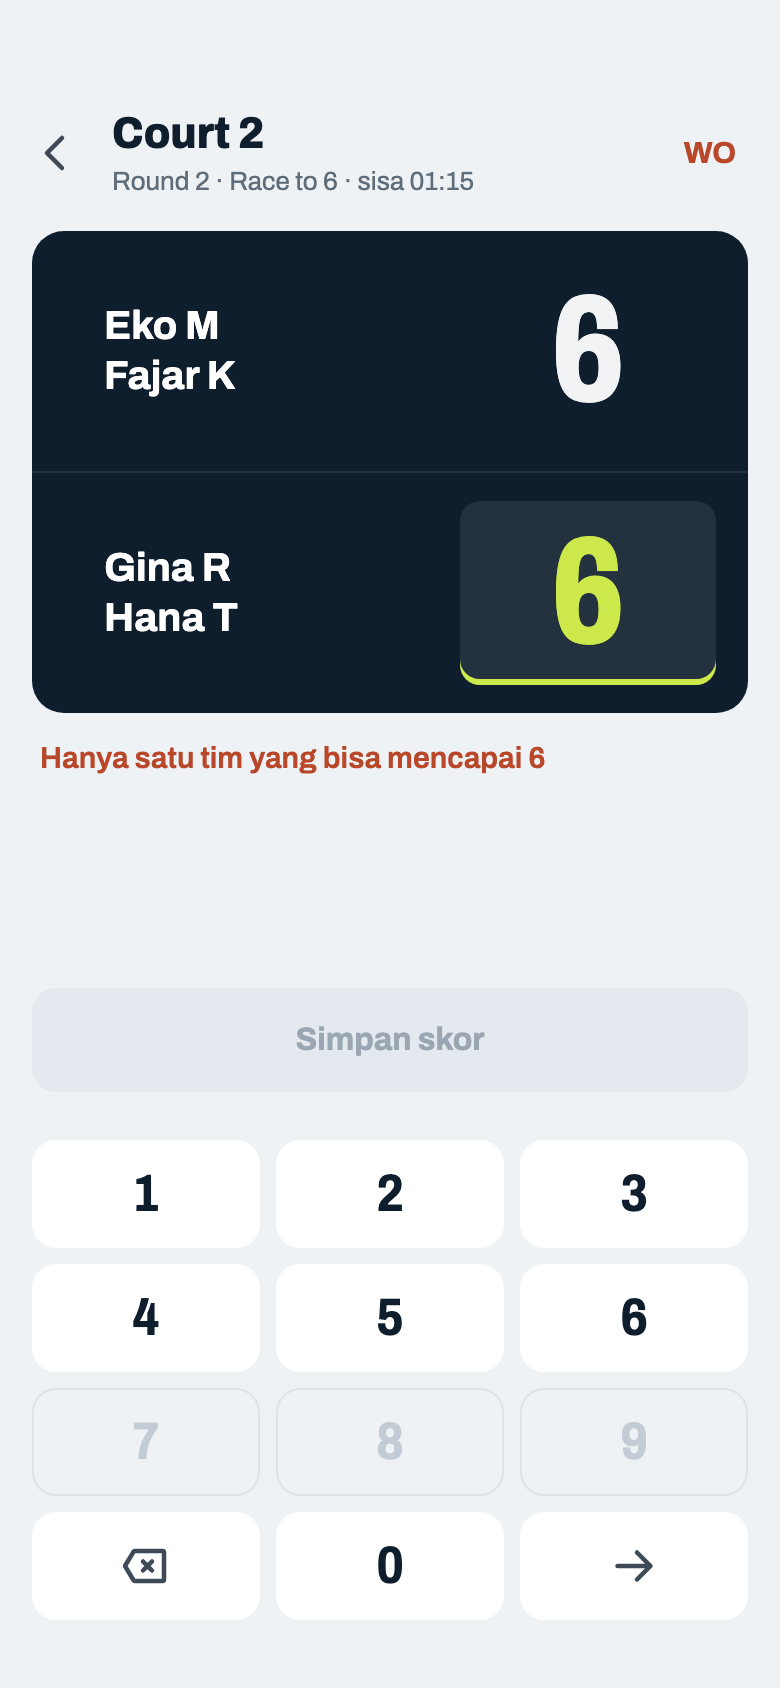 Court 2
WO
Round 2 · Race to 6 · sisa 01:15
Eko M
Fajar K
6
Gina R
Hana T
6
Hanya satu tim yang bisa mencapai 6
Simpan skor
1 2 3
4 5 6
7 8 9
0